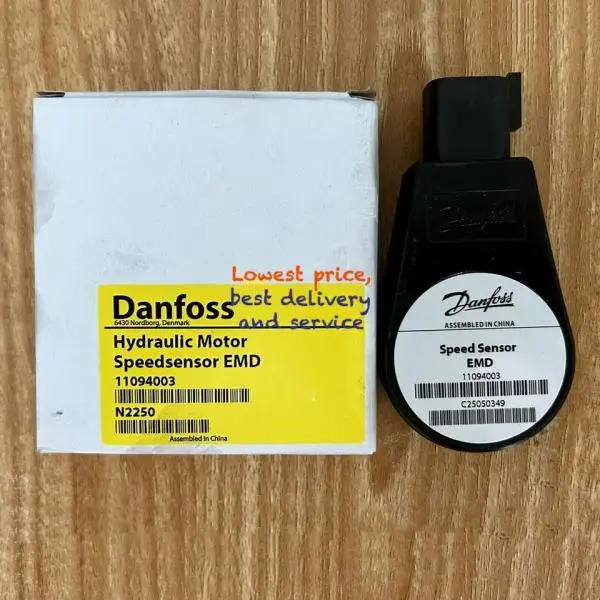 Danfoss
6430 Nordborg, Denmark
Hydraulic Motor
Speedsensor EMD
11094003
N2250
Assembled In China
Lowest price,
best delivery
and service
Danfoss
Danfoss
ASSEMBLED IN CHINA
Speed Sensor
EMD
11094003
C25050349